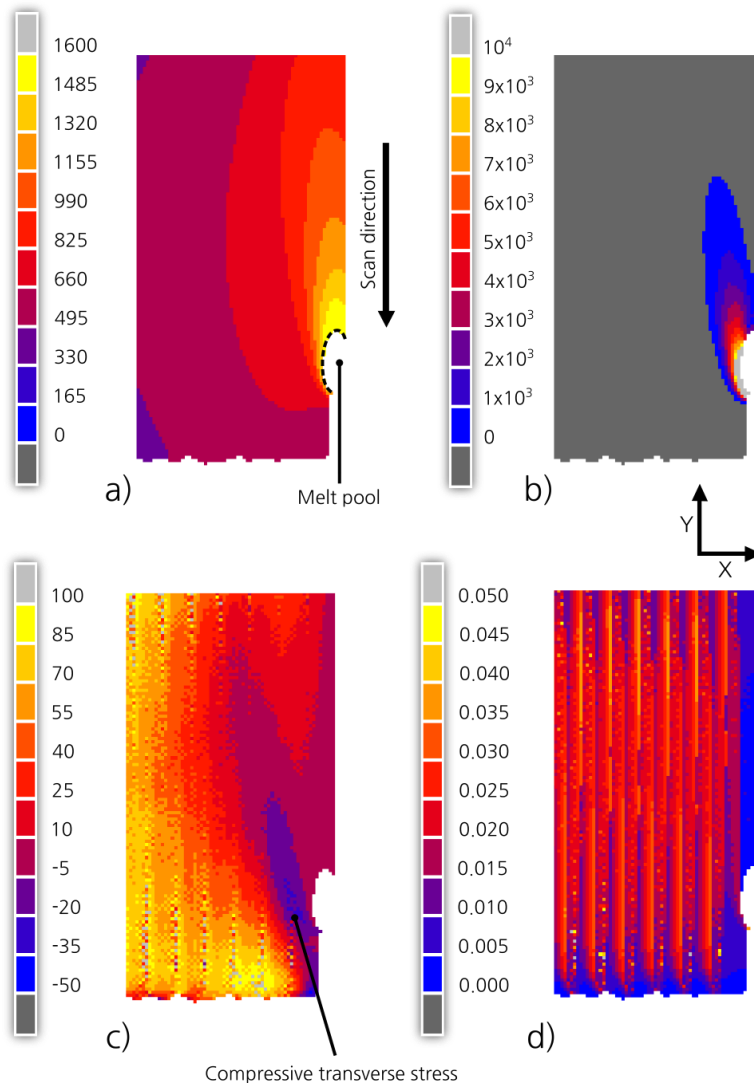 1600
1485
1320
1155
990
825
660
495
330
165
0
Scan direction
a)
Melt pool
10⁴
9x10³
8x10³
7x10³
6x10³
5x10³
4x10³
3x10³
2x10³
1x10³
0
b)
Y
X
100
85
70
55
40
25
10
-5
-20
-35
-50
c)
Compressive transverse stress
0.050
0.045
0.040
0.035
0.030
0.025
0.020
0.015
0.010
0.005
0.000
d)